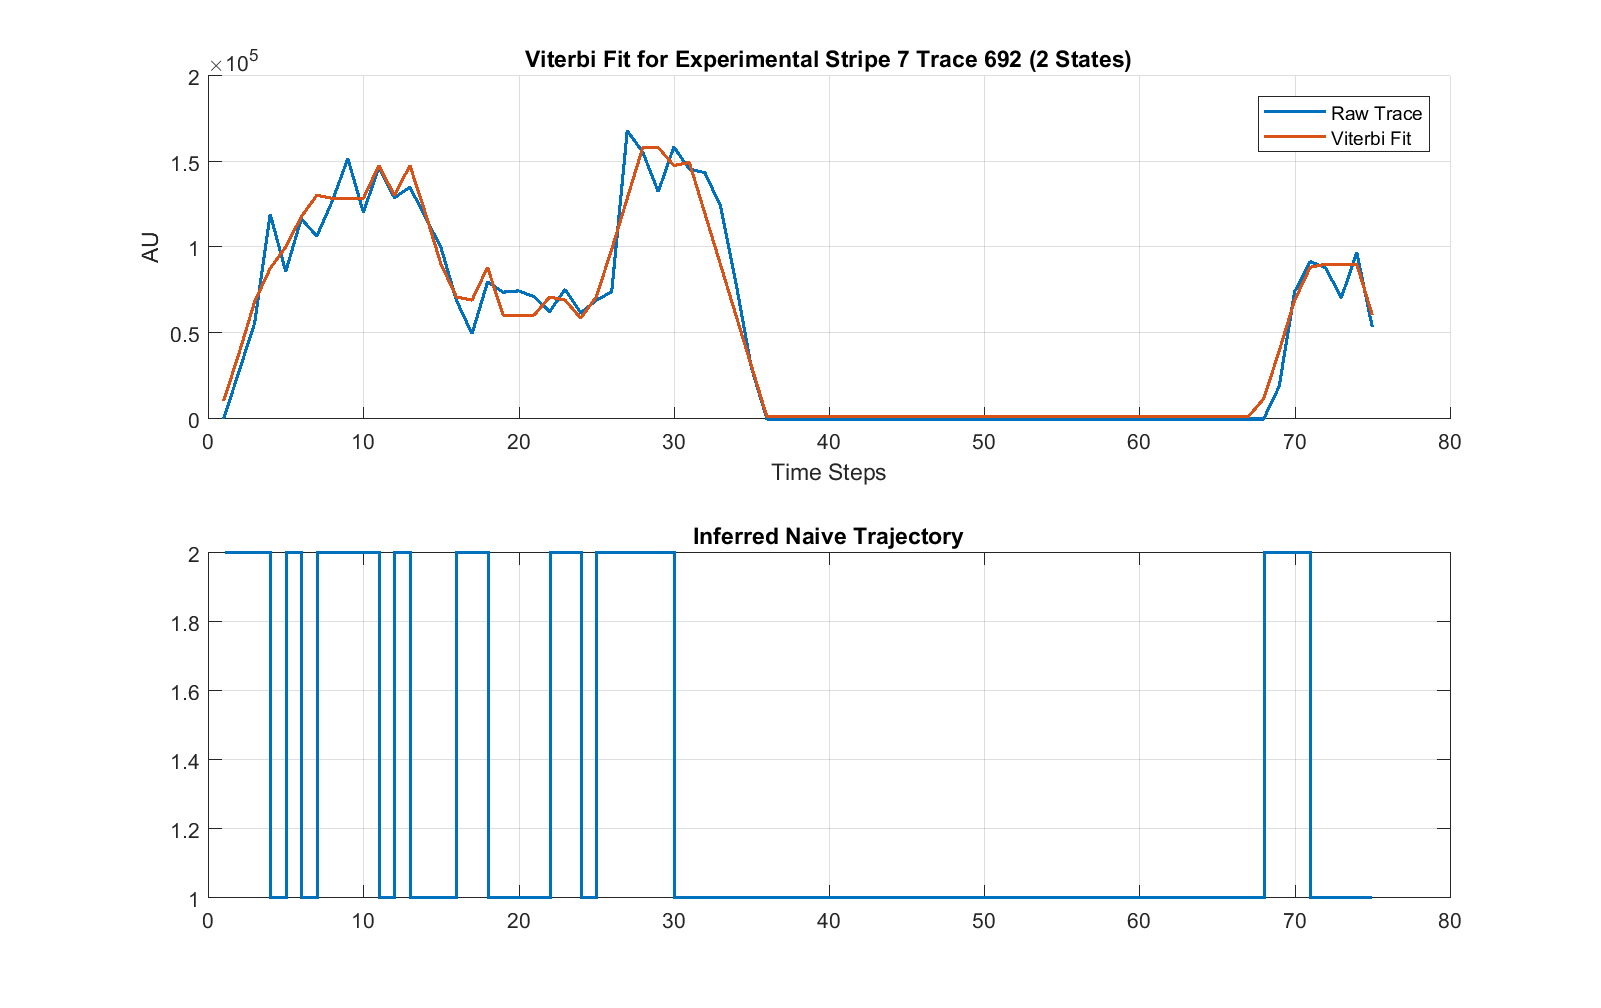 Viterbi Fit for Experimental Stripe 7 Trace 692 (2 States)
×10^5
2
1.5
1
0.5
0
AU
Raw Trace
Viterbi Fit
0 10 20 30 40 50 60 70 80
Time Steps
Inferred Naive Trajectory
2
1.8
1.6
1.4
1.2
1
0 10 20 30 40 50 60 70 80